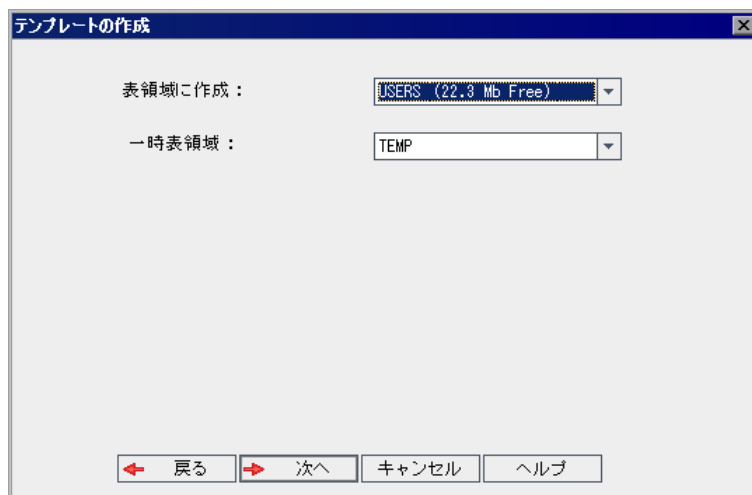 テンプレートの作成
表領域に作成：
USERS (22.3 Mb Free)
一時表領域：
TEMP
戻る 次へ キャンセル ヘルプ